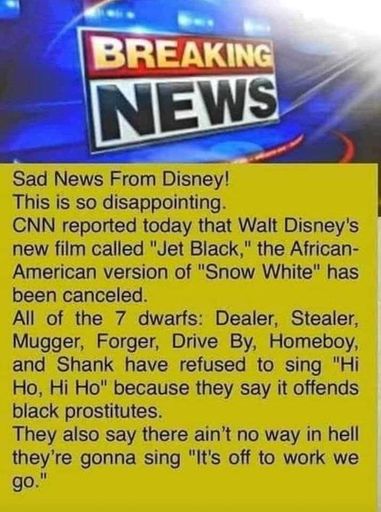 BREAKING
NEWS
Sad News From Disney!
This is so disappointing.
CNN reported today that Walt Disney's
new film called "Jet Black," the African-
American version of "Snow White" has
been canceled.
All of the 7 dwarfs: Dealer, Stealer,
Mugger, Forger, Drive By, Homeboy,
and Shank have refused to sing "Hi
Ho, Hi Ho" because they say it offends
black prostitutes.
They also say there ain't no way in hell
they're gonna sing "It's off to work we
go."